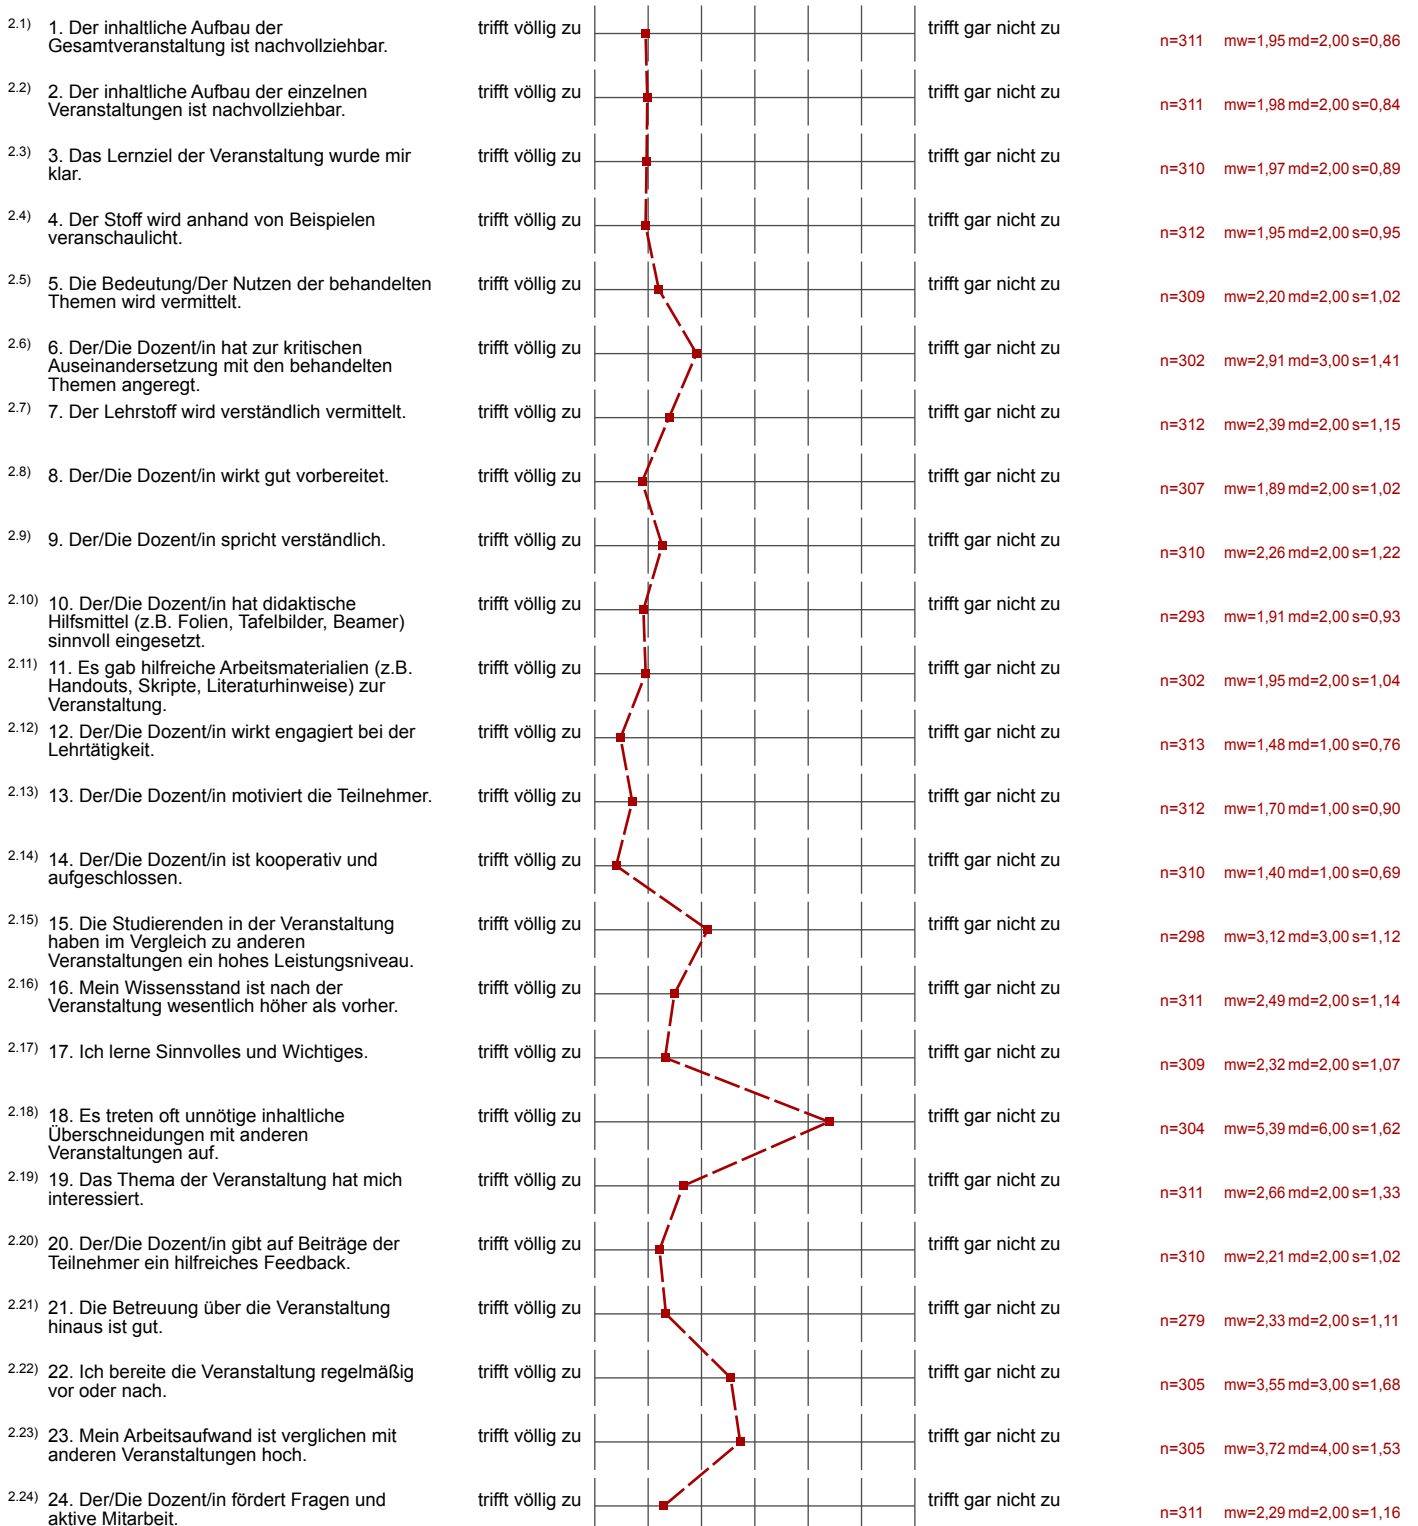 2.1) 1. Der inhaltliche Aufbau der
Gesamtveranstaltung ist nachvollziehbar.
trifft völlig zu
trifft gar nicht zu
n=311 mw=1,95 md=2,00 s=0,86
2.2) 2. Der inhaltliche Aufbau der einzelnen
Veranstaltungen ist nachvollziehbar.
trifft völlig zu
trifft gar nicht zu
n=311 mw=1,98 md=2,00 s=0,84
2.3) 3. Das Lernziel der Veranstaltung wurde mir
klar.
trifft völlig zu
trifft gar nicht zu
n=310 mw=1,97 md=2,00 s=0,89
2.4) 4. Der Stoff wird anhand von Beispielen
veranschaulicht.
trifft völlig zu
trifft gar nicht zu
n=312 mw=1,95 md=2,00 s=0,95
2.5) 5. Die Bedeutung/Der Nutzen der behandelten
Themen wird vermittelt.
trifft völlig zu
trifft gar nicht zu
n=309 mw=2,20 md=2,00 s=1,02
2.6) 6. Der/Die Dozent/in hat zur kritischen
Auseinandersetzung mit den behandelten
Themen angeregt.
trifft völlig zu
trifft gar nicht zu
n=302 mw=2,91 md=3,00 s=1,41
2.7) 7. Der Lehrstoff wird verständlich vermittelt.
trifft völlig zu
trifft gar nicht zu
n=312 mw=2,39 md=2,00 s=1,15
2.8) 8. Der/Die Dozent/in wirkt gut vorbereitet.
trifft völlig zu
trifft gar nicht zu
n=307 mw=1,89 md=2,00 s=1,02
2.9) 9. Der/Die Dozent/in spricht verständlich.
trifft völlig zu
trifft gar nicht zu
n=310 mw=2,26 md=2,00 s=1,22
2.10) 10. Der/Die Dozent/in hat didaktische
Hilfsmittel (z.B. Folien, Tafelbilder, Beamer)
sinnvoll eingesetzt.
trifft völlig zu
trifft gar nicht zu
n=293 mw=1,91 md=2,00 s=0,93
2.11) 11. Es gab hilfreiche Arbeitsmaterialien (z.B.
Handouts, Skripte, Literaturhinweise) zur
Veranstaltung.
trifft völlig zu
trifft gar nicht zu
n=302 mw=1,95 md=2,00 s=1,04
2.12) 12. Der/Die Dozent/in wirkt engagiert bei der
Lehrtätigkeit.
trifft völlig zu
trifft gar nicht zu
n=313 mw=1,48 md=1,00 s=0,76
2.13) 13. Der/Die Dozent/in motiviert die Teilnehmer.
trifft völlig zu
trifft gar nicht zu
n=312 mw=1,70 md=1,00 s=0,90
2.14) 14. Der/Die Dozent/in ist kooperativ und
aufgeschlossen.
trifft völlig zu
trifft gar nicht zu
n=310 mw=1,40 md=1,00 s=0,69
2.15) 15. Die Studierenden in der Veranstaltung
haben im Vergleich zu anderen
Veranstaltungen ein hohes Leistungsniveau.
trifft völlig zu
trifft gar nicht zu
n=298 mw=3,12 md=3,00 s=1,12
2.16) 16. Mein Wissensstand ist nach der
Veranstaltung wesentlich höher als vorher.
trifft völlig zu
trifft gar nicht zu
n=311 mw=2,49 md=2,00 s=1,14
2.17) 17. Ich lerne Sinnvolles und Wichtiges.
trifft völlig zu
trifft gar nicht zu
n=309 mw=2,32 md=2,00 s=1,07
2.18) 18. Es treten oft unnötige inhaltliche
Überschneidungen mit anderen
Veranstaltungen auf.
trifft völlig zu
trifft gar nicht zu
n=304 mw=5,39 md=6,00 s=1,62
2.19) 19. Das Thema der Veranstaltung hat mich
interessiert.
trifft völlig zu
trifft gar nicht zu
n=311 mw=2,66 md=2,00 s=1,33
2.20) 20. Der/Die Dozent/in gibt auf Beiträge der
Teilnehmer ein hilfreiches Feedback.
trifft völlig zu
trifft gar nicht zu
n=310 mw=2,21 md=2,00 s=1,02
2.21) 21. Die Betreuung über die Veranstaltung
hinaus ist gut.
trifft völlig zu
trifft gar nicht zu
n=279 mw=2,33 md=2,00 s=1,11
2.22) 22. Ich bereite die Veranstaltung regelmäßig
vor oder nach.
trifft völlig zu
trifft gar nicht zu
n=305 mw=3,55 md=3,00 s=1,68
2.23) 23. Mein Arbeitsaufwand ist verglichen mit
anderen Veranstaltungen hoch.
trifft völlig zu
trifft gar nicht zu
n=305 mw=3,72 md=4,00 s=1,53
2.24) 24. Der/Die Dozent/in fördert Fragen und
aktive Mitarbeit.
trifft völlig zu
trifft gar nicht zu
n=311 mw=2,29 md=2,00 s=1,16